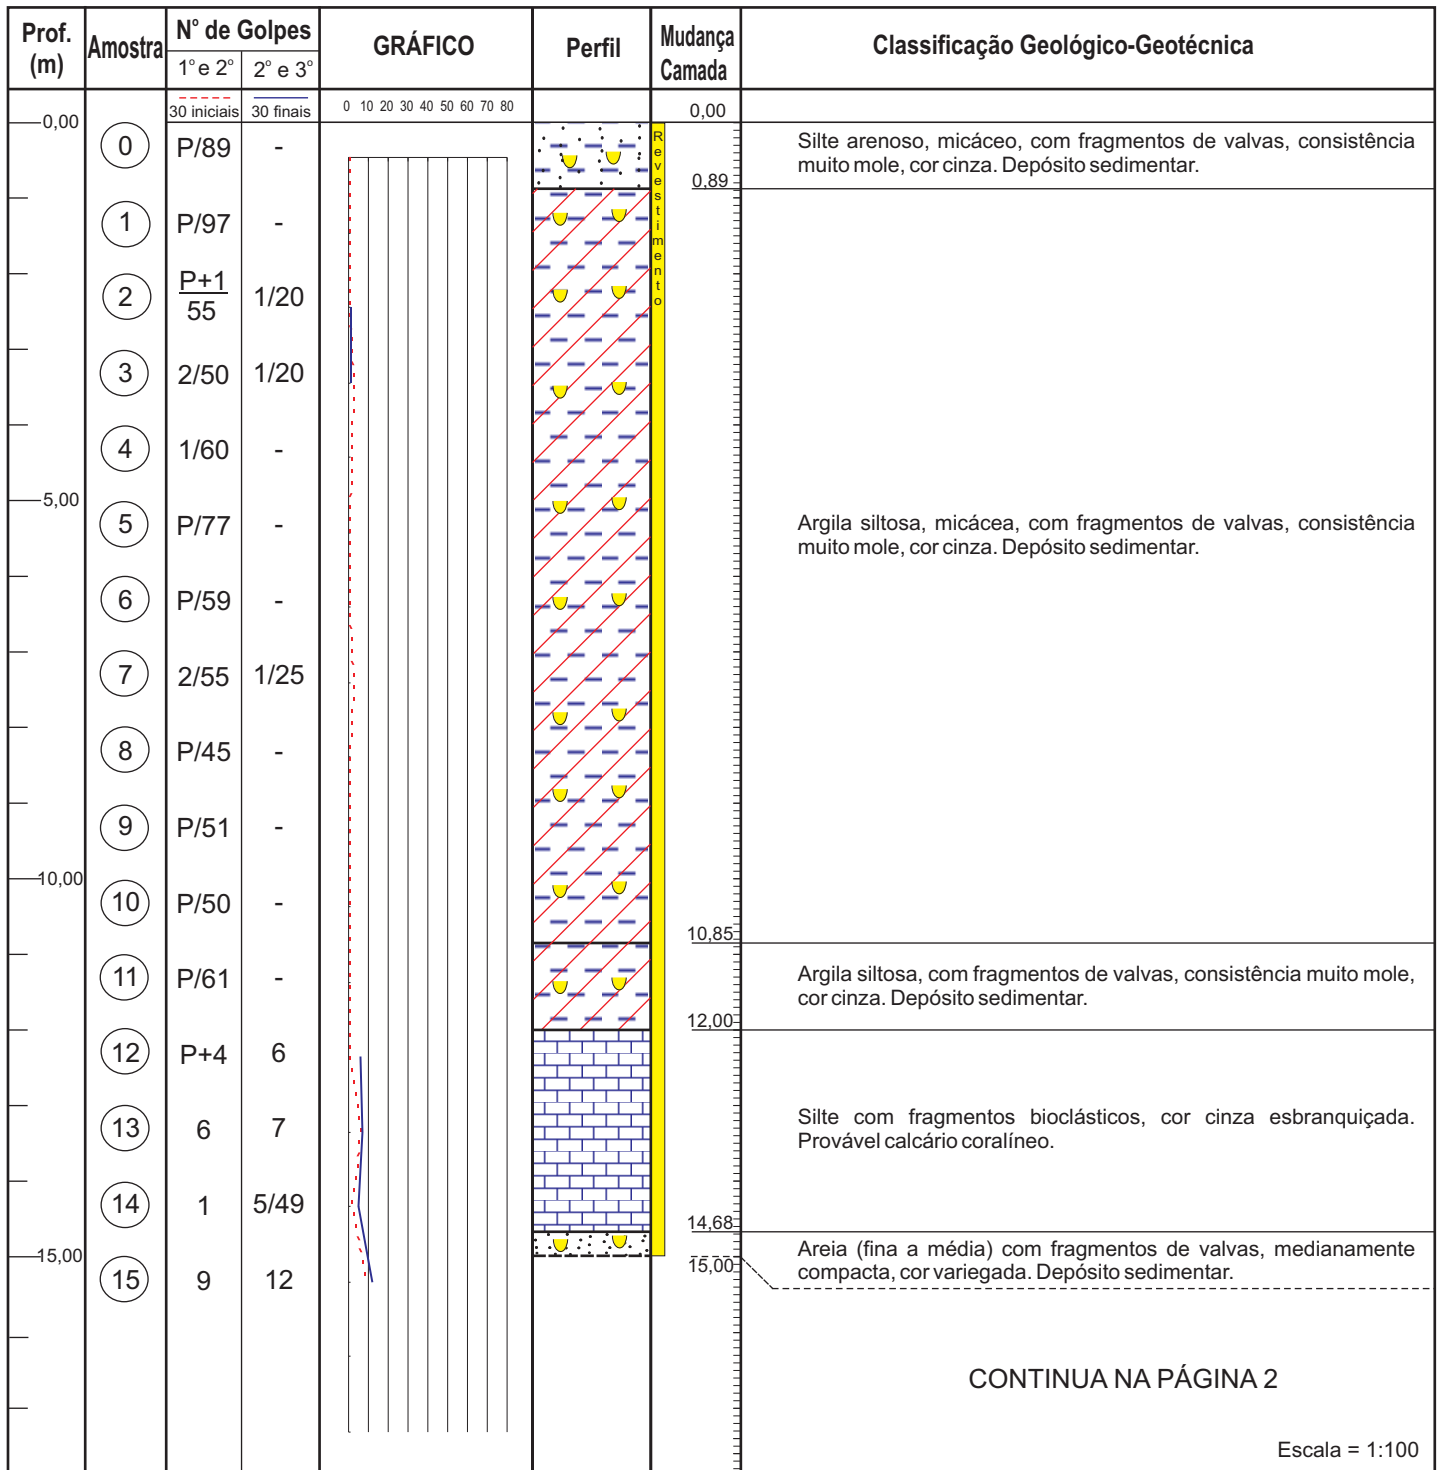 Prof. (m) Amostra N° de Golpes GRÁFICO Perfil Mudança Camada Classificação Geológico-Geotécnica
1° e 2° 2° e 3°
30 iniciais 30 finais 0 10 20 30 40 50 60 70 80 0,00
0,00
0 P/89 -
Revestimento
Silte arenoso, micáceo, com fragmentos de valvas, consistência
muito mole, cor cinza. Depósito sedimentar.
0,89
1 P/97 -
2 P+1/55 1/20
3 2/50 1/20
4 1/60 -
5,00
5 P/77 -
Argila siltosa, micácea, com fragmentos de valvas, consistência
muito mole, cor cinza. Depósito sedimentar.
6 P/59 -
7 2/55 1/25
8 P/45 -
9 P/51 -
10,00
10 P/50 -
10,85
11 P/61 -
Argila siltosa, com fragmentos de valvas, consistência muito mole,
cor cinza. Depósito sedimentar.
12,00
12 P+4 6
13 6 7
Silte com fragmentos bioclásticos, cor cinza esbranquiçada.
Provável calcário coralíneo.
14 1 5/49
14,68
15,00
15,00
Areia (fina a média) com fragmentos de valvas, medianamente
compacta, cor variegada. Depósito sedimentar.
15 9 12
CONTINUA NA PÁGINA 2
Escala = 1:100